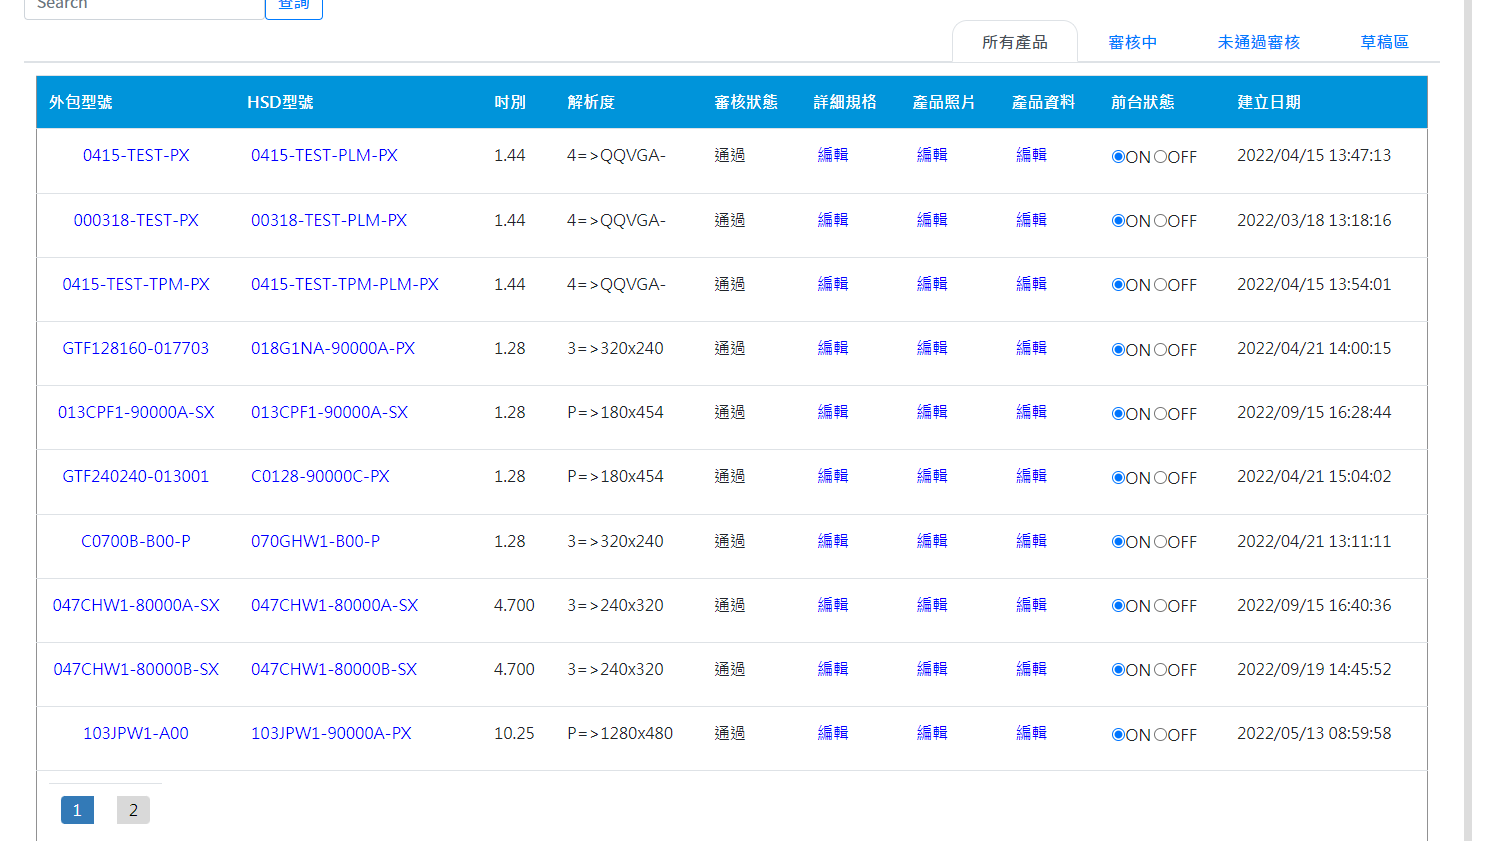 Search 查詢
所有產品 審核中 未通過審核 草稿區
外包型號 HSD型號 吋別 解析度 審核狀態 詳細規格 產品照片 產品資料 前台狀態 建立日期
0415-TEST-PX 0415-TEST-PLM-PX 1.44 4=>QQVGA- 通過 編輯 編輯 編輯 ON OFF 2022/04/15 13:47:13
000318-TEST-PX 00318-TEST-PLM-PX 1.44 4=>QQVGA- 通過 編輯 編輯 編輯 ON OFF 2022/03/18 13:18:16
0415-TEST-TPM-PX 0415-TEST-TPM-PLM-PX 1.44 4=>QQVGA- 通過 編輯 編輯 編輯 ON OFF 2022/04/15 13:54:01
GTF128160-017703 018G1NA-90000A-PX 1.28 3=>320x240 通過 編輯 編輯 編輯 ON OFF 2022/04/21 14:00:15
013CPF1-90000A-SX 013CPF1-90000A-SX 1.28 P=>180x454 通過 編輯 編輯 編輯 ON OFF 2022/09/15 16:28:44
GTF240240-013001 C0128-90000C-PX 1.28 P=>180x454 通過 編輯 編輯 編輯 ON OFF 2022/04/21 15:04:02
C0700B-B00-P 070GHW1-B00-P 1.28 3=>320x240 通過 編輯 編輯 編輯 ON OFF 2022/04/21 13:11:11
047CHW1-80000A-SX 047CHW1-80000A-SX 4.700 3=>240x320 通過 編輯 編輯 編輯 ON OFF 2022/09/15 16:40:36
047CHW1-80000B-SX 047CHW1-80000B-SX 4.700 3=>240x320 通過 編輯 編輯 編輯 ON OFF 2022/09/19 14:45:52
103JPW1-A00 103JPW1-90000A-PX 10.25 P=>1280x480 通過 編輯 編輯 編輯 ON OFF 2022/05/13 08:59:58
1 2